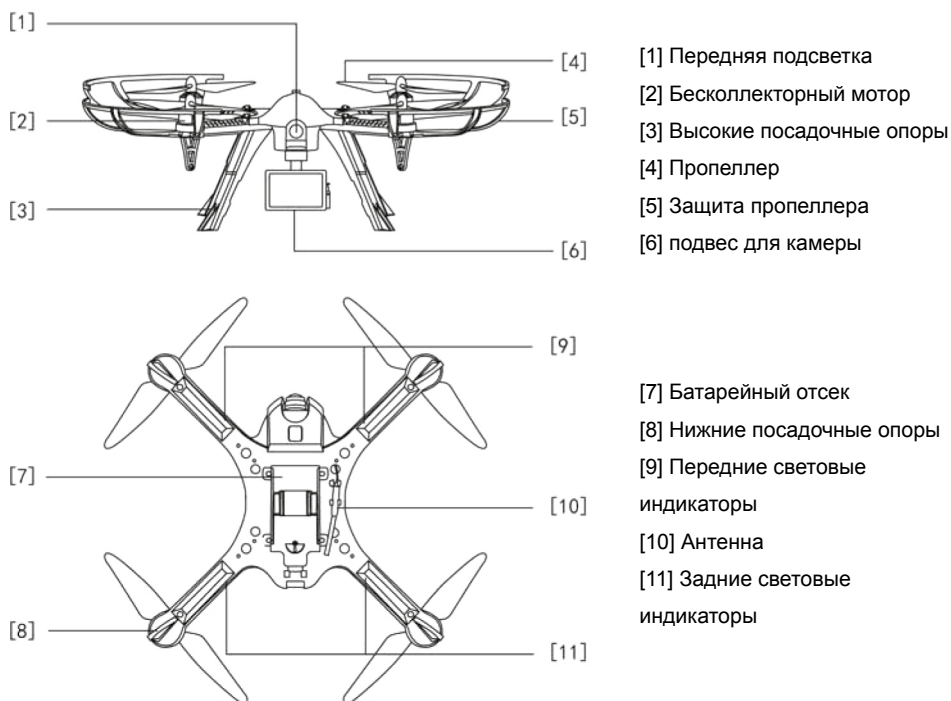 [1]
[2]
[3]
[4]
[5]
[6]
[1] Передняя подсветка
[2] Бесколлекторный мотор
[3] Высокие посадочные опоры
[4] Пропеллер
[5] Защита пропеллера
[6] подвес для камеры
[7]
[8]
[9]
[10]
[11]
[7] Батарейный отсек
[8] Нижние посадочные опоры
[9] Передние световые
индикаторы
[10] Антенна
[11] Задние световые
индикаторы